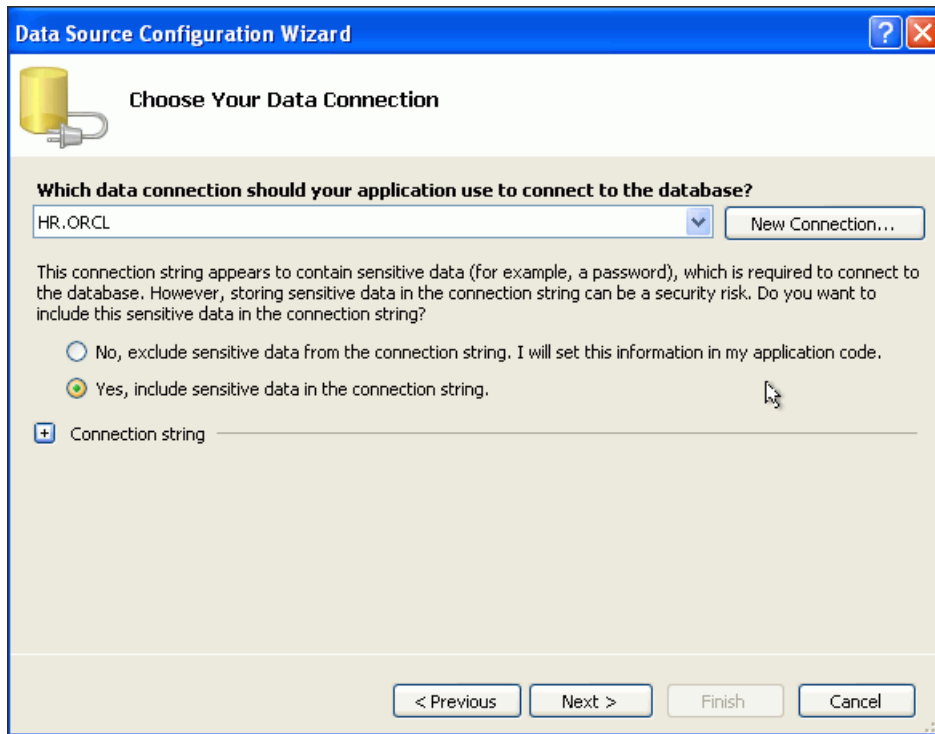 Data Source Configuration Wizard
Choose Your Data Connection
Which data connection should your application use to connect to the database?
HR.ORCL
New Connection...
This connection string appears to contain sensitive data (for example, a password), which is required to connect to
the database. However, storing sensitive data in the connection string can be a security risk. Do you want to
include this sensitive data in the connection string?
No, exclude sensitive data from the connection string. I will set this information in my application code.
Yes, include sensitive data in the connection string.
Connection string
< Previous
Next >
Finish
Cancel